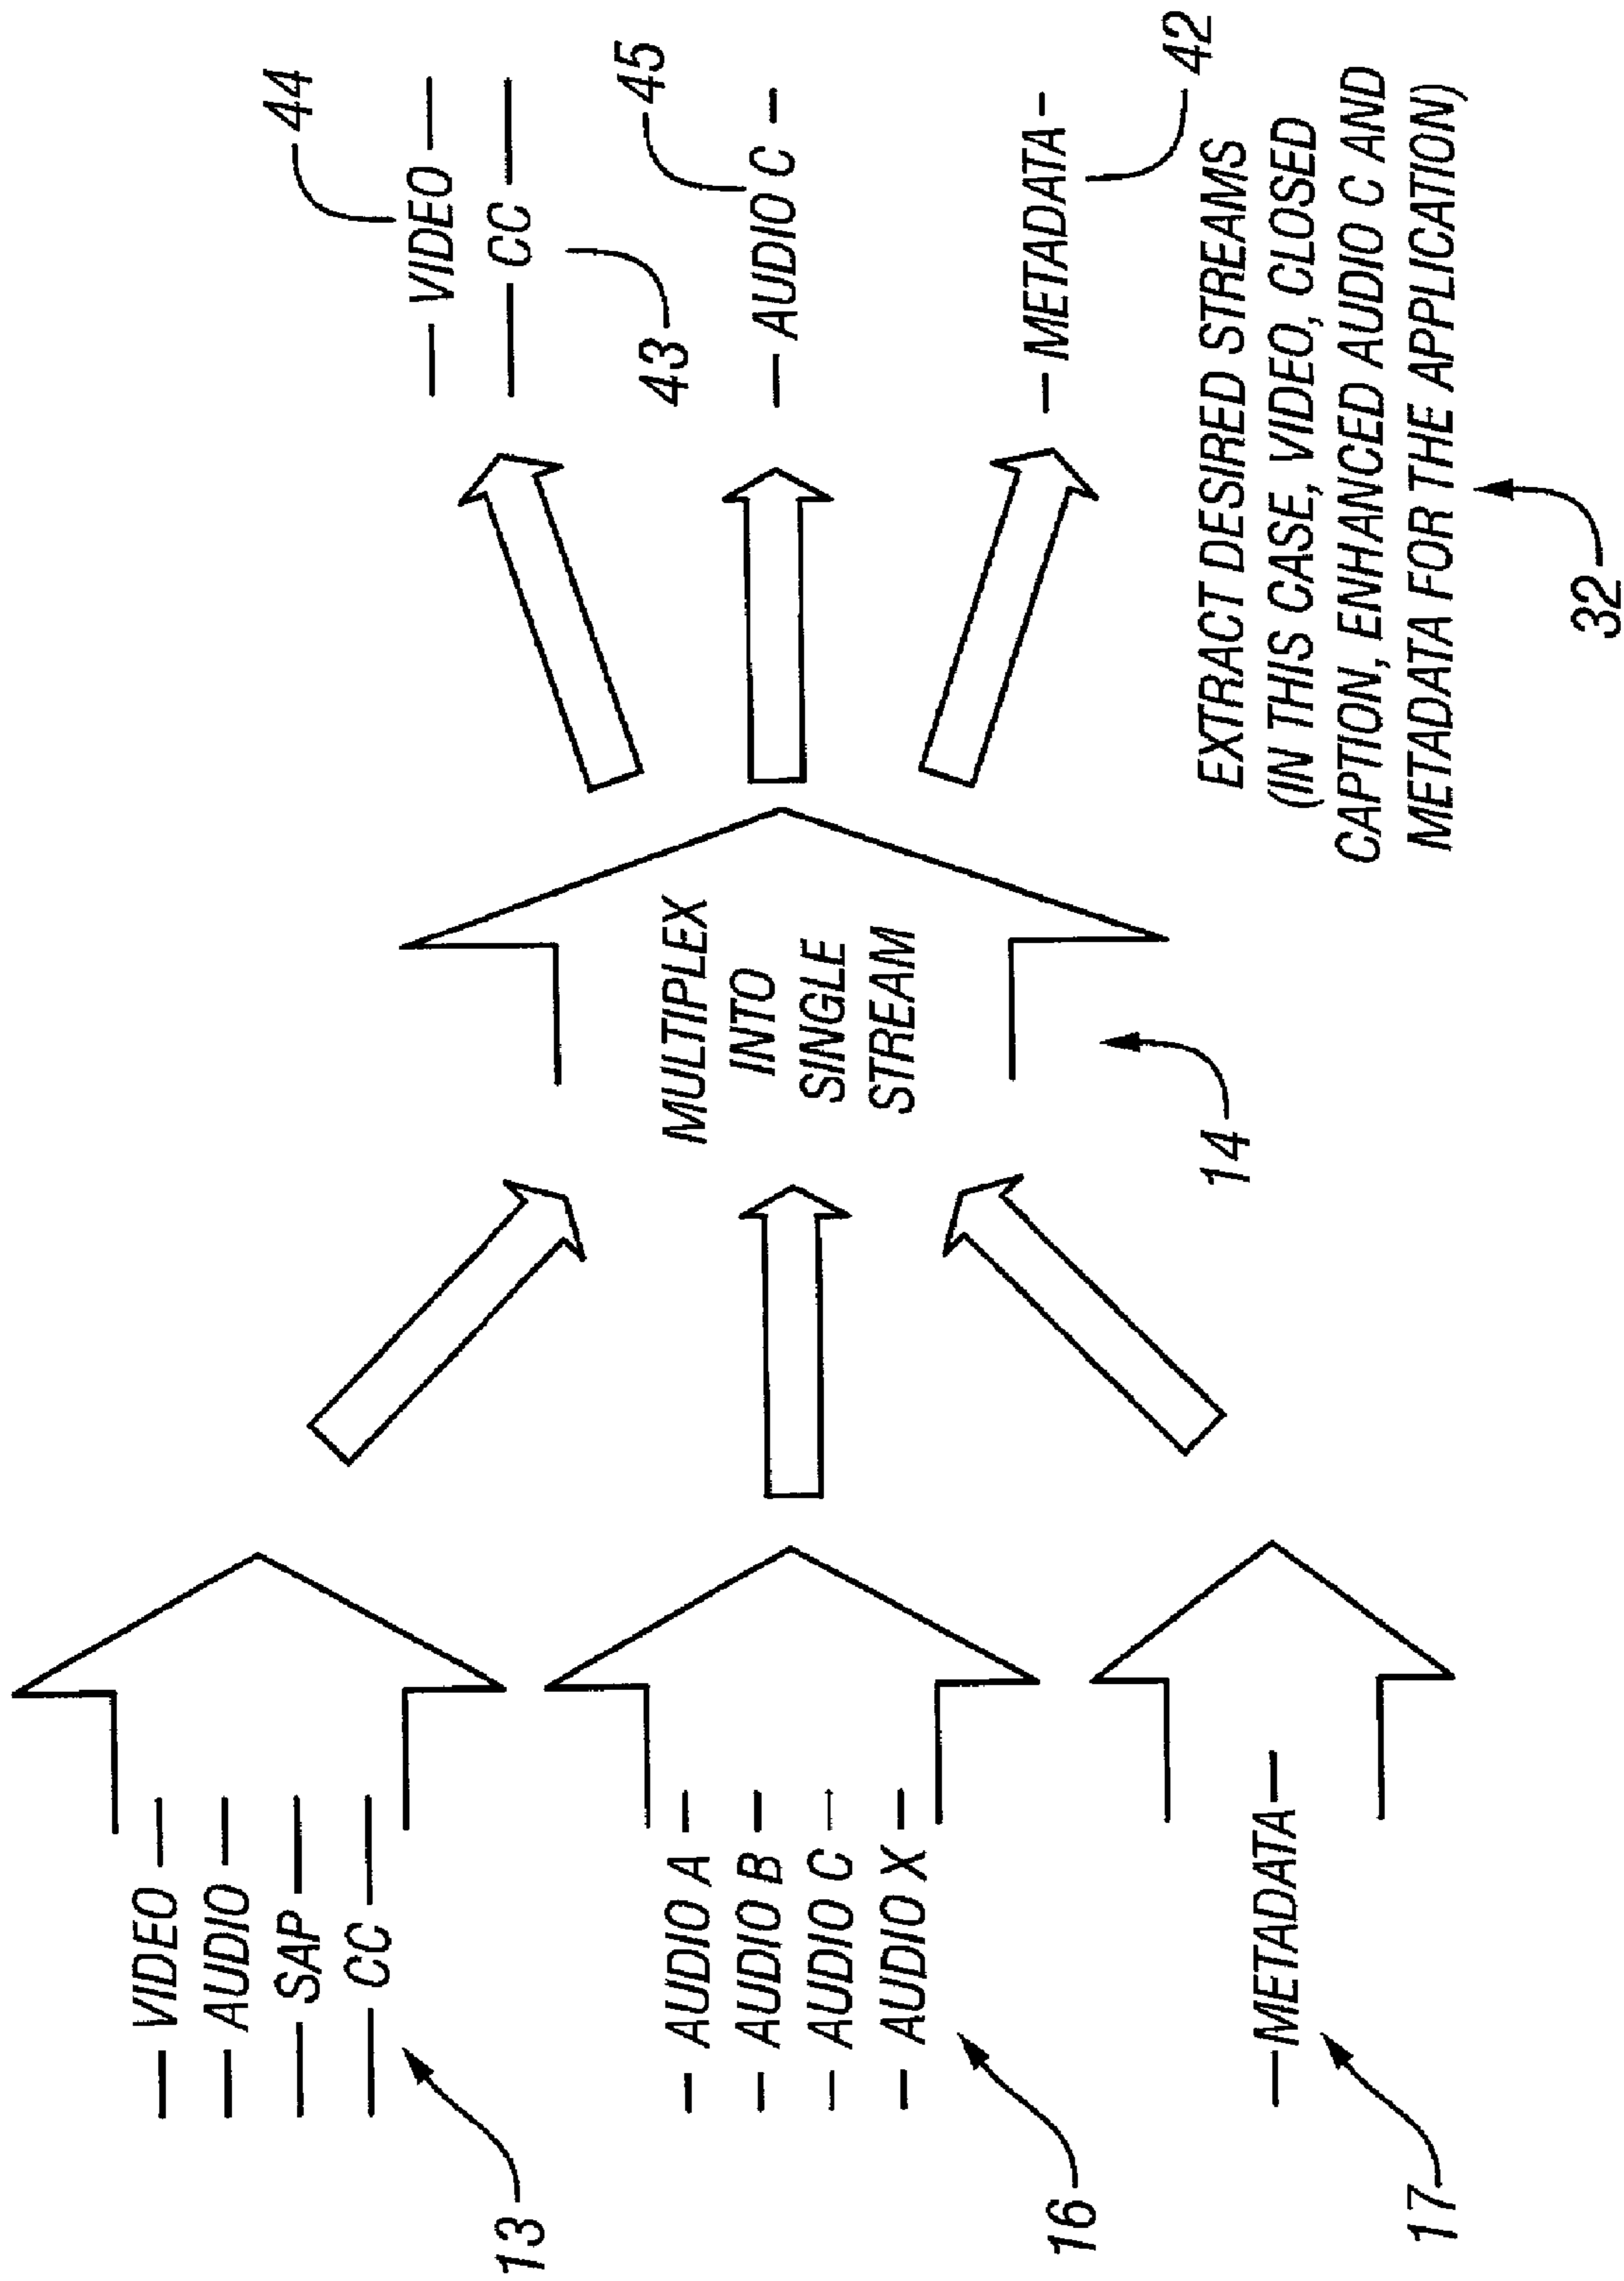 — VIDEO —
— AUDIO —
— SAP —
— CC —
13
— AUDIO A —
— AUDIO B —
— AUDIO C —
— AUDIO X —
16
— METADATA —
17
MULTIPLEX
INTO
SINGLE
STREAM
14
44
— VIDEO —
— CC —
43
45
— AUDIO C —
— METADATA —
42
EXTRACT DESIRED STREAMS
(IN THIS CASE, VIDEO, CLOSED
CAPTION, ENHANCED AUDIO C AND
METADATA FOR THE APPLICATION)
32